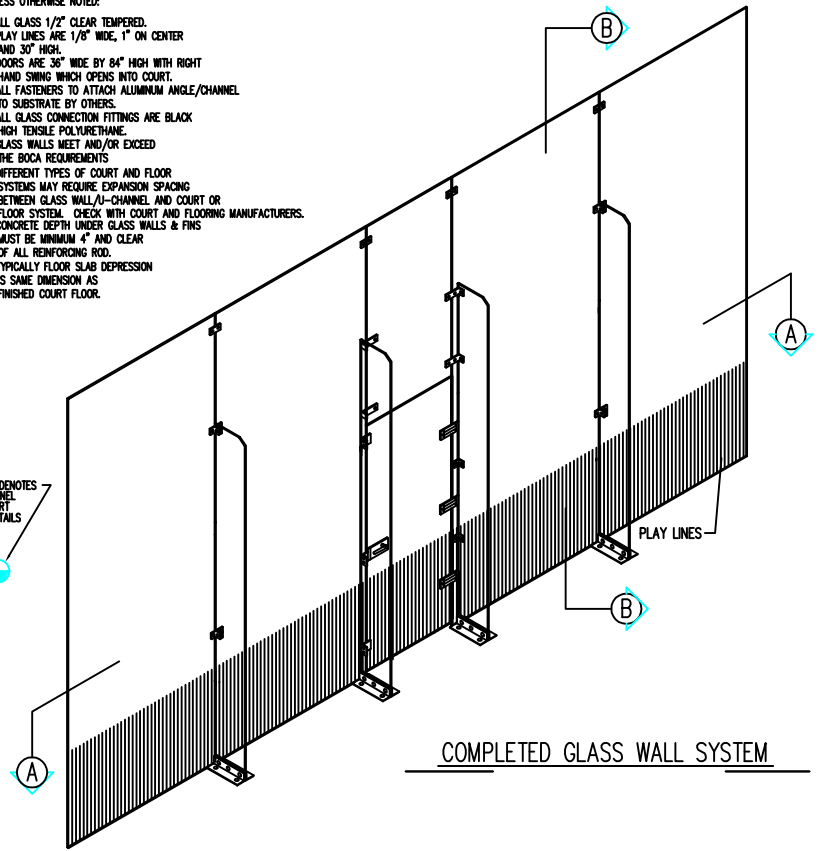 ESS OTHERWISE NOTED:
ALL GLASS 1/2" CLEAR TEMPERED.
PLAY LINES ARE 1/8" WIDE, 1" ON CENTER
AND 30" HIGH.
DOORS ARE 36" WIDE BY 84" HIGH WITH RIGHT
HAND SWING WHICH OPENS INTO COURT.
ALL FASTENERS TO ATTACH ALUMINUM ANGLE/CHANNEL
TO SUBSTRATE BY OTHERS.
ALL GLASS CONNECTION FITTINGS ARE BLACK
HIGH TENSILE POLYURETHANE.
GLASS WALLS MEET AND/OR EXCEED
THE BOCA REQUIREMENTS
DIFFERENT TYPES OF COURT AND FLOOR
SYSTEMS MAY REQUIRE EXPANSION SPACING
BETWEEN GLASS WALL/U-CHANNEL AND COURT OR
FLOOR SYSTEM. CHECK WITH COURT AND FLOORING MANUFACTURERS.
CONCRETE DEPTH UNDER GLASS WALLS & FINS
MUST BE MINIMUM 4" AND CLEAR
OF ALL REINFORCING ROD.
TYPICALLY FLOOR SLAB DEPRESSION
IS SAME DIMENSION AS
FINISHED COURT FLOOR.
B
A
DENOTES
NEL
RT
TAILS
PLAY LINES
B
A
COMPLETED GLASS WALL SYSTEM